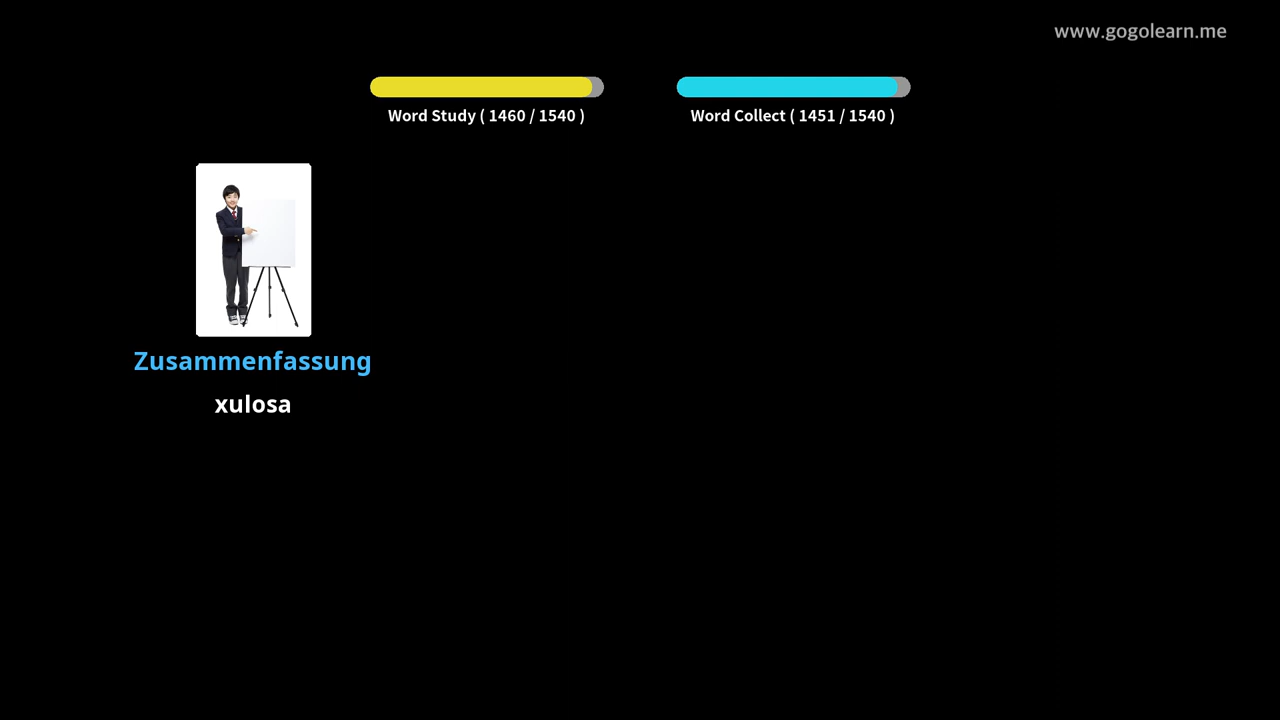 www.gogolearn.me
Word Study ( 1460 / 1540 )
Word Collect ( 1451 / 1540 )
Zusammenfassung
xulosa